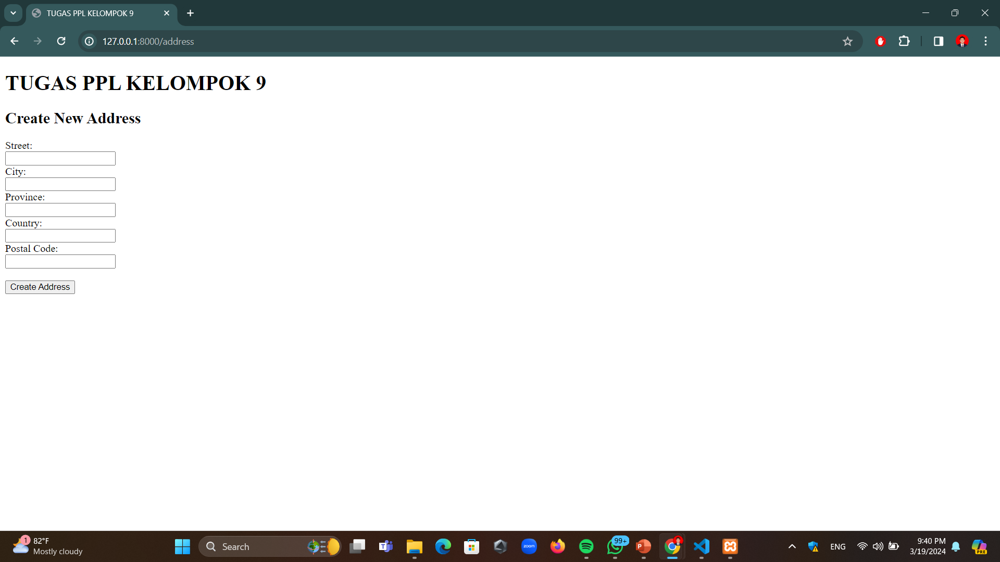 TUGAS PPL KELOMPOK 9
127.0.0.1:8000/address
TUGAS PPL KELOMPOK 9
Create New Address
Street:
City:
Province:
Country:
Postal Code:
Create Address
1
82°F
Mostly cloudy
Search
zoom
99+
P
ENG
9:40 PM
3/19/2024
PRE